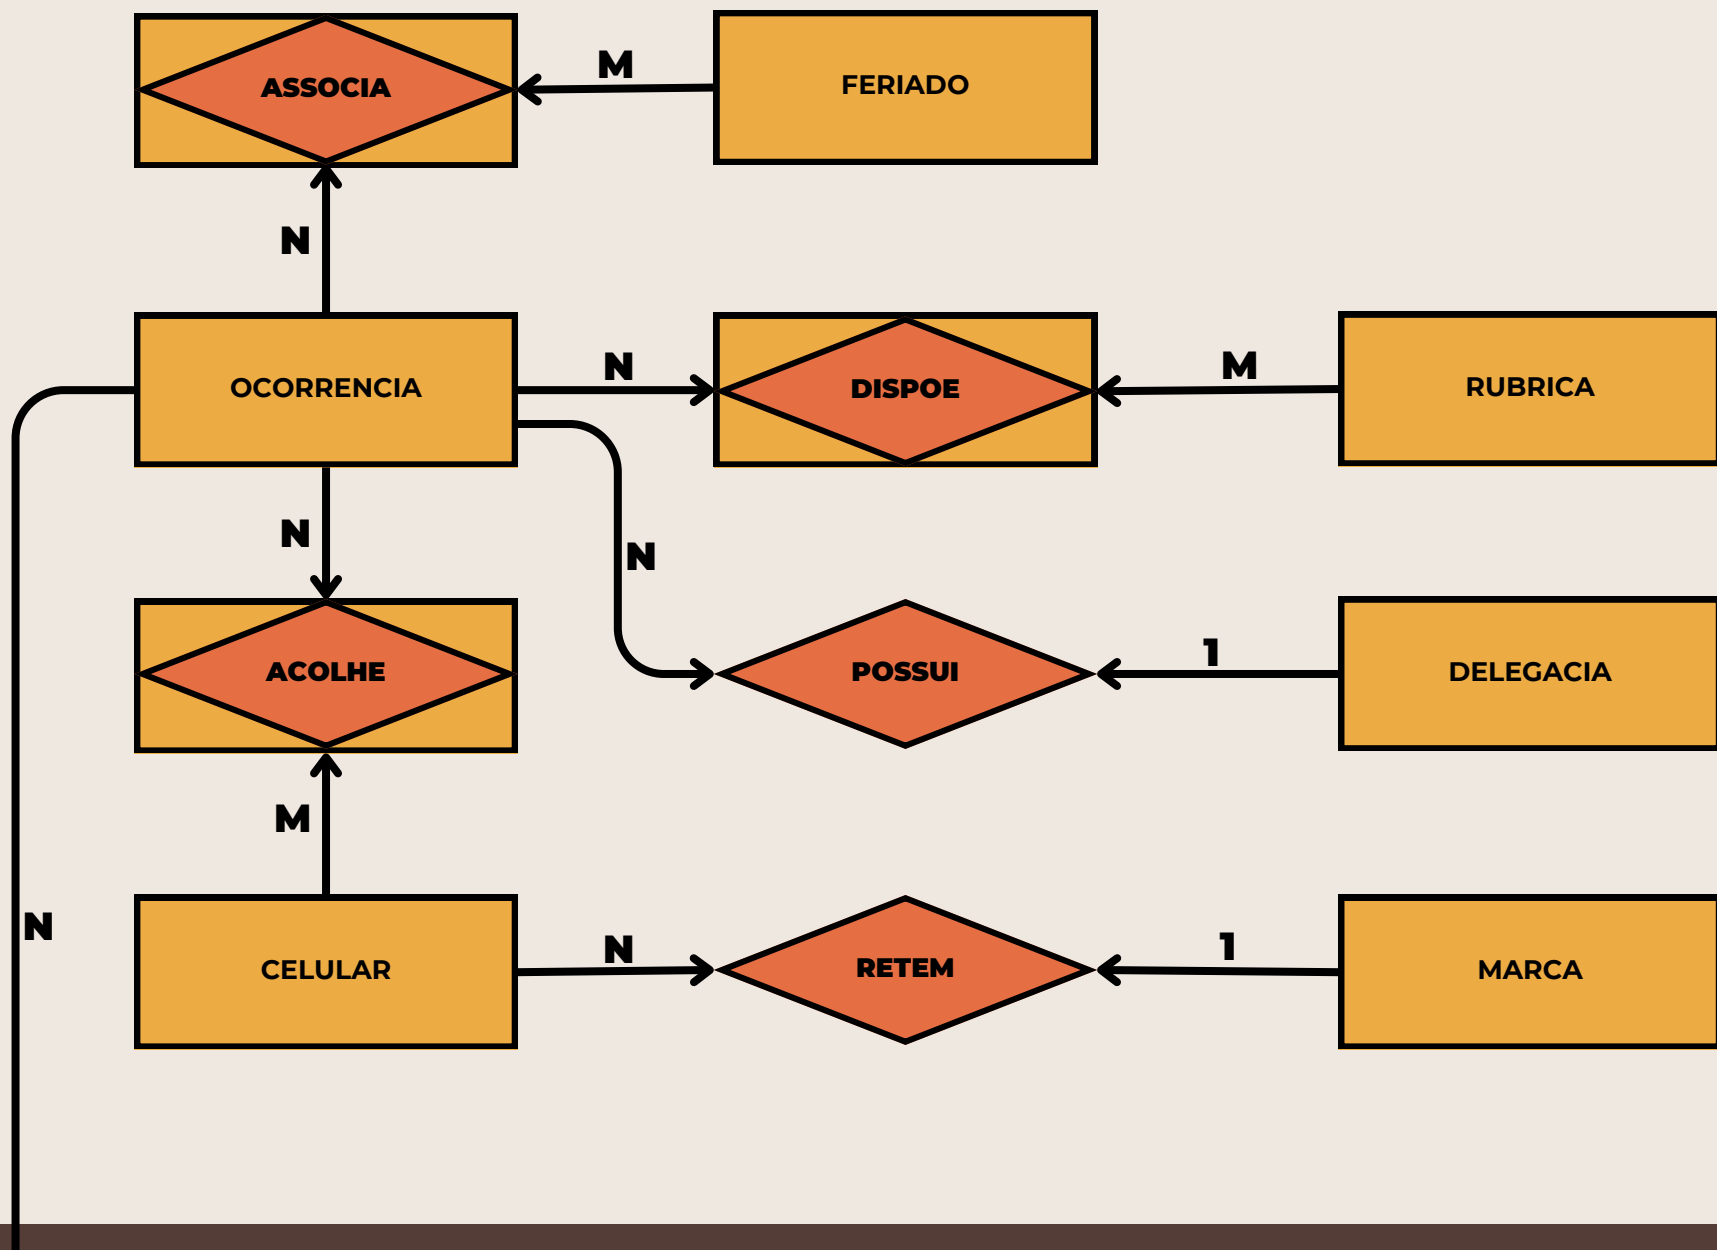 ASSOCIA
M
FERIADO
N
OCORRENCIA
N
DISPOE
M
RUBRICA
N
N
ACOLHE
POSSUI
1
DELEGACIA
M
N
CELULAR
N
RETEM
1
MARCA